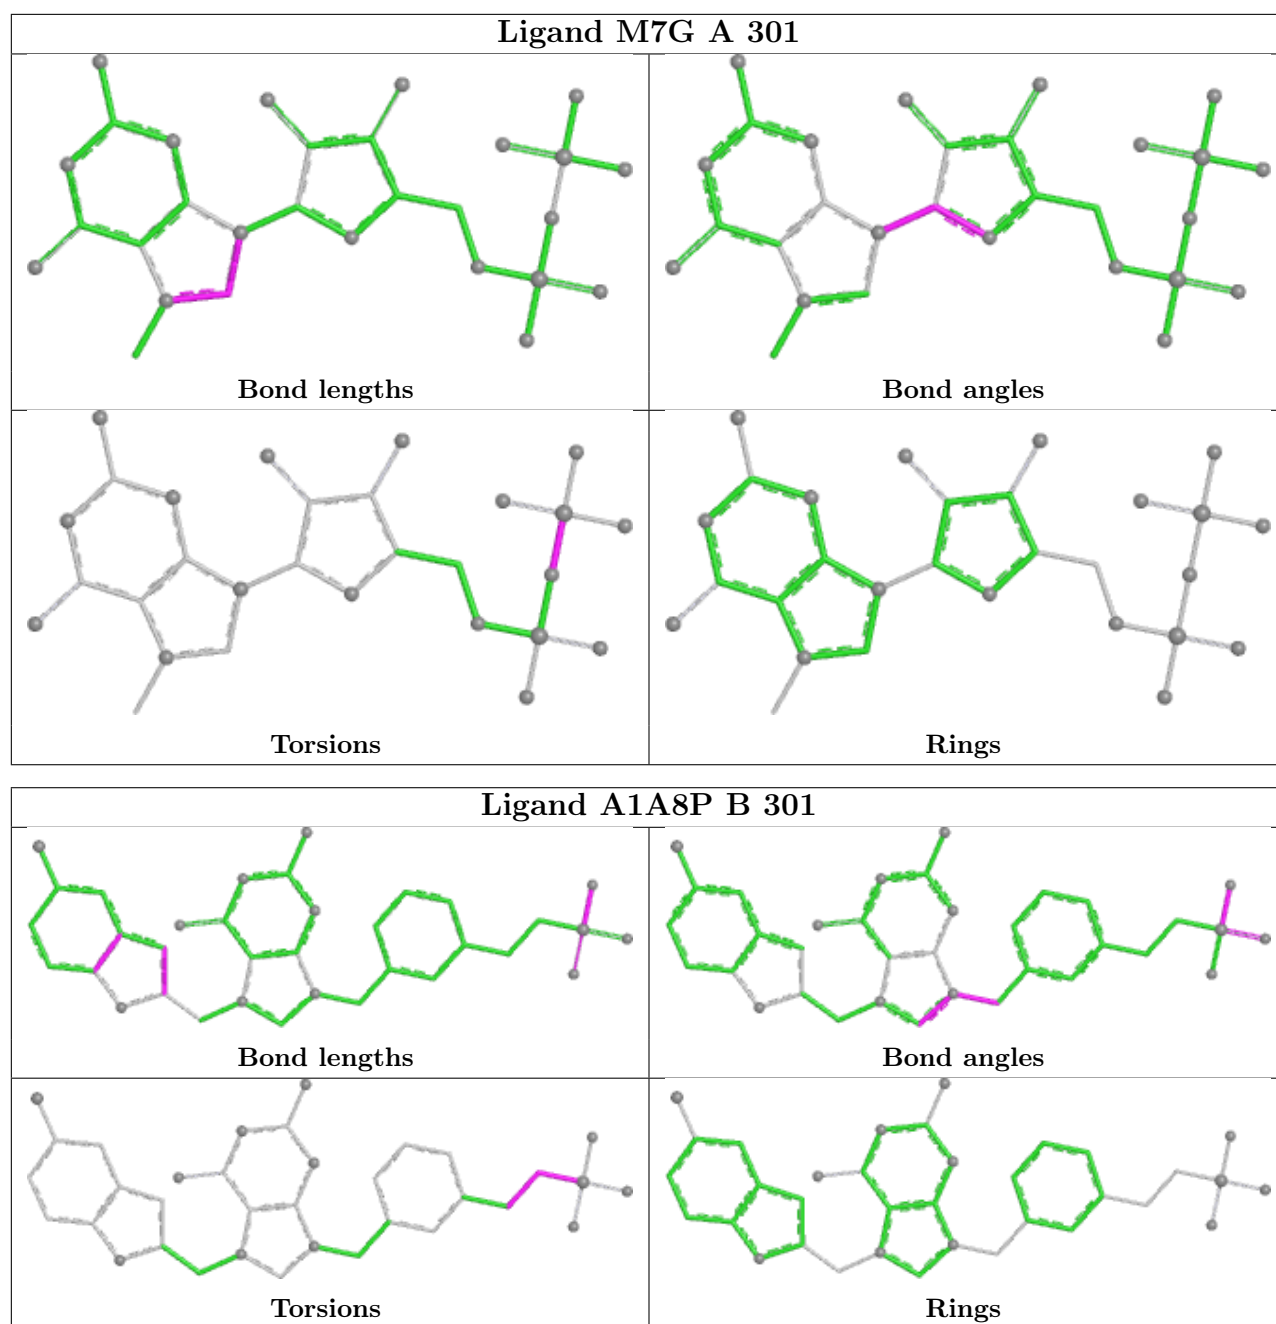 Ligand M7G A 301
Bond lengths
Bond angles
Torsions
Rings
Ligand A1A8P B 301
Bond lengths
Bond angles
Torsions
Rings